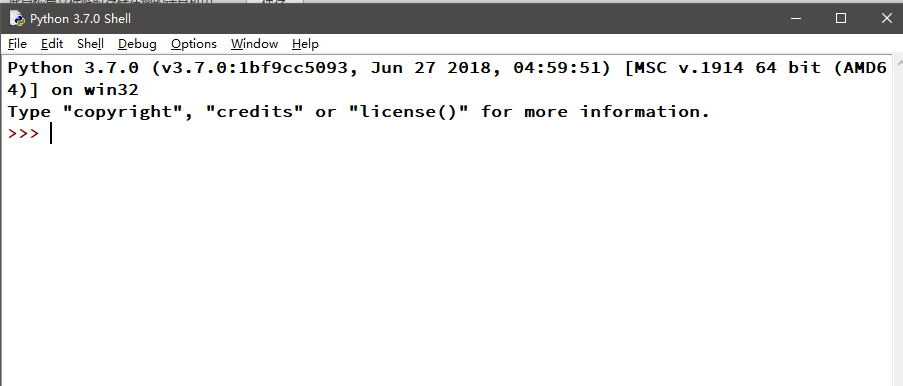 Python 3.7.0 Shell
File Edit Shell Debug Options Window Help
Python 3.7.0 (v3.7.0:1bf9cc5093, Jun 27 2018, 04:59:51) [MSC v.1914 64 bit (AMD6
4)] on win32
Type "copyright", "credits" or "license()" for more information.
>>>